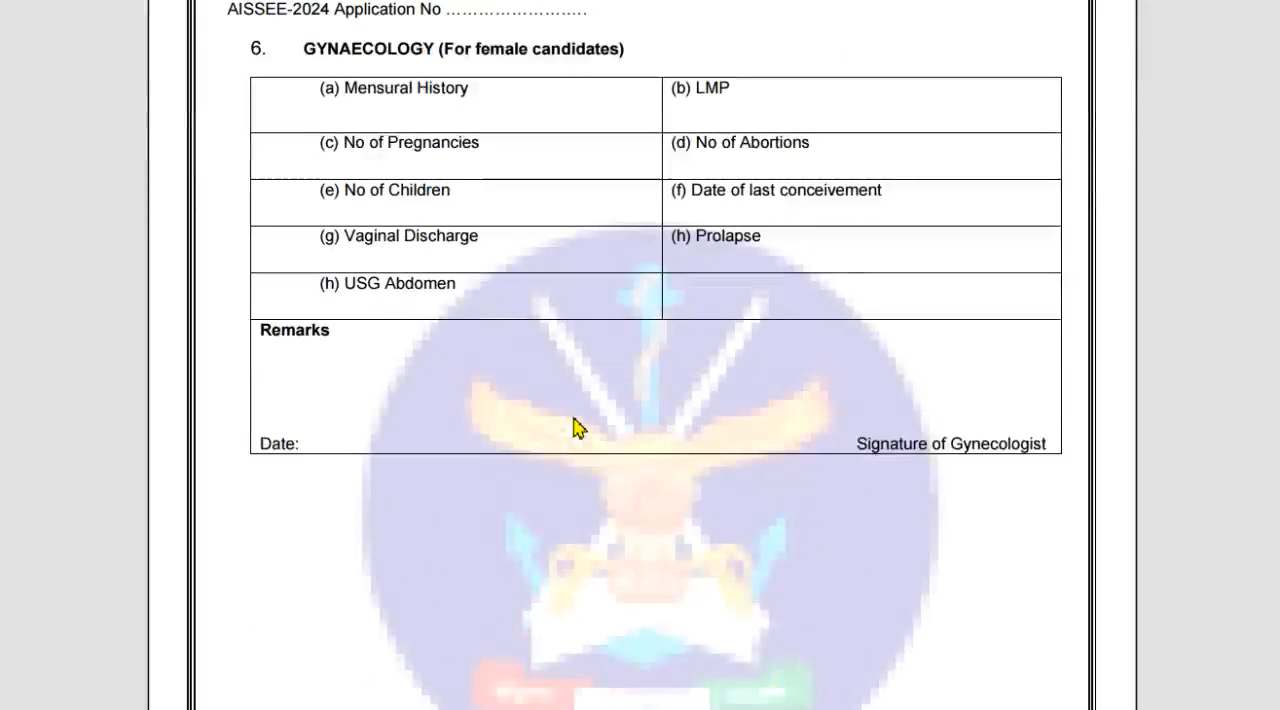 AISSEE-2024 Application No ……………………..
6. GYNAECOLOGY (For female candidates)
(a) Mensural History (b) LMP
(c) No of Pregnancies (d) No of Abortions
(e) No of Children (f) Date of last conceivement
(g) Vaginal Discharge (h) Prolapse
(h) USG Abdomen
Remarks
Date: Signature of Gynecologist